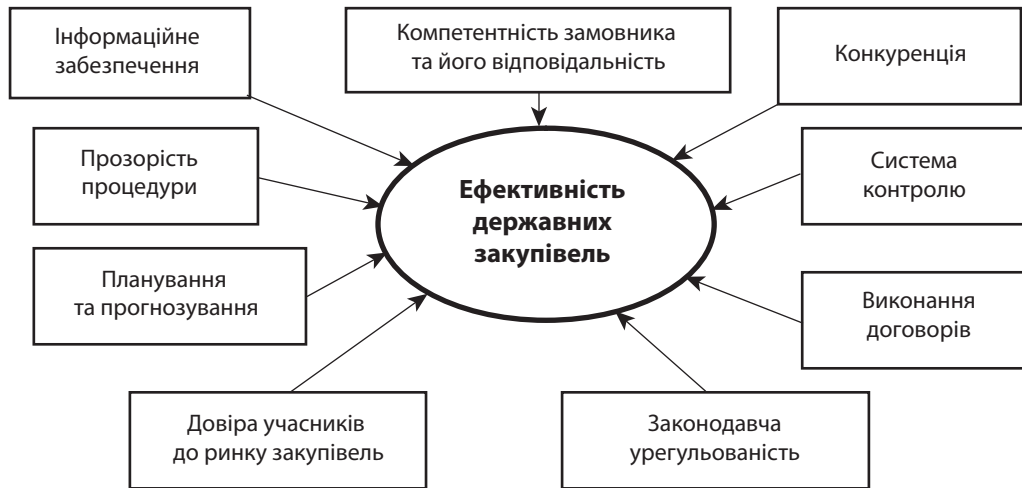 Інформаційне
забезпечення
Компетентність замовника
та його відповідальність
Конкуренція
Прозорість
процедури
Ефективність
державних
закупівель
Система
контролю
Планування
та прогнозування
Виконання
договорів
Довіра учасників
до ринку закупівель
Законодавча
урегульованість